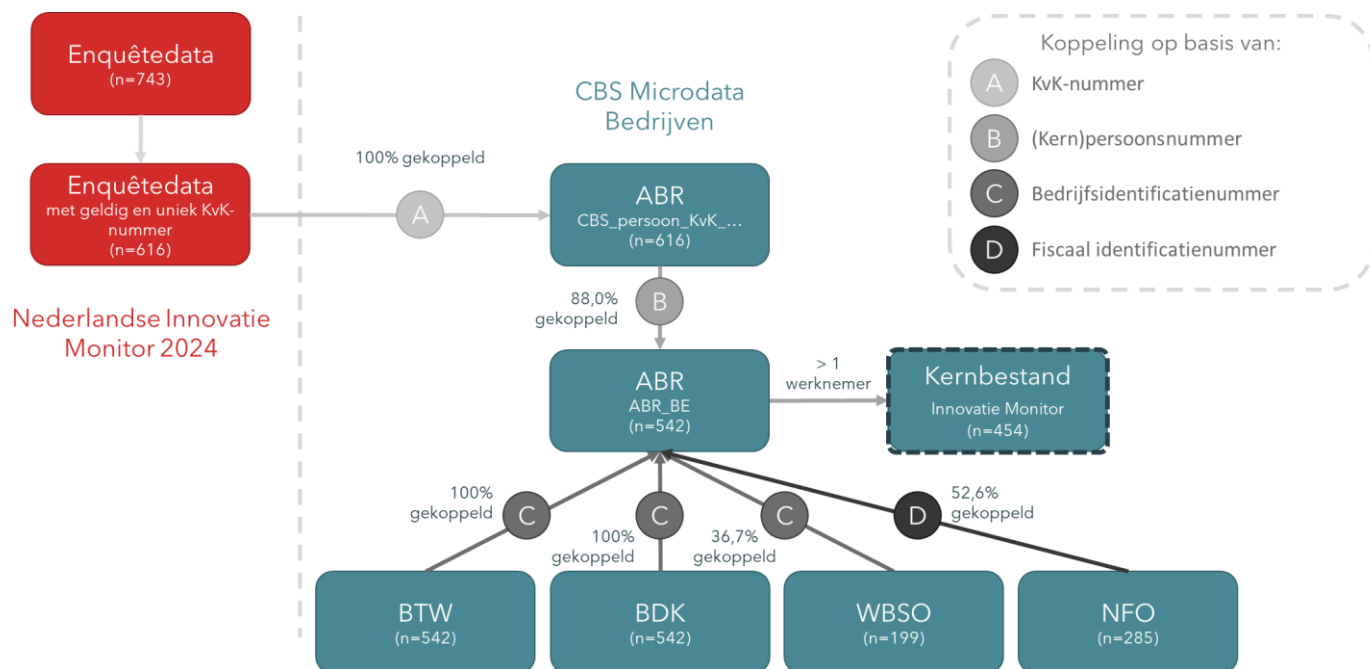 Enquêtedata
(n=743)
Enquêtedata
met geldig en uniek KvK-
nummer
(n=616)
Nederlandse Innovatie
Monitor 2024
100% gekoppeld
A
CBS Microdata
Bedrijven
ABR
CBS_persoon_KvK_...
(n=616)
88,0%
gekoppeld
B
ABR
ABR_BE
(n=542)
> 1
werknemer
Kernbestand
Innovatie Monitor
(n=454)
100%
gekoppeld
C
100%
gekoppeld
C
36,7%
gekoppeld
C
52,6%
gekoppeld
D
BTW
(n=542)
BDK
(n=542)
WBSO
(n=199)
NFO
(n=285)
Koppeling op basis van:
A KvK-nummer
B (Kern)persoonsnummer
C Bedrijfsidentificatienummer
D Fiscaal identificatienummer